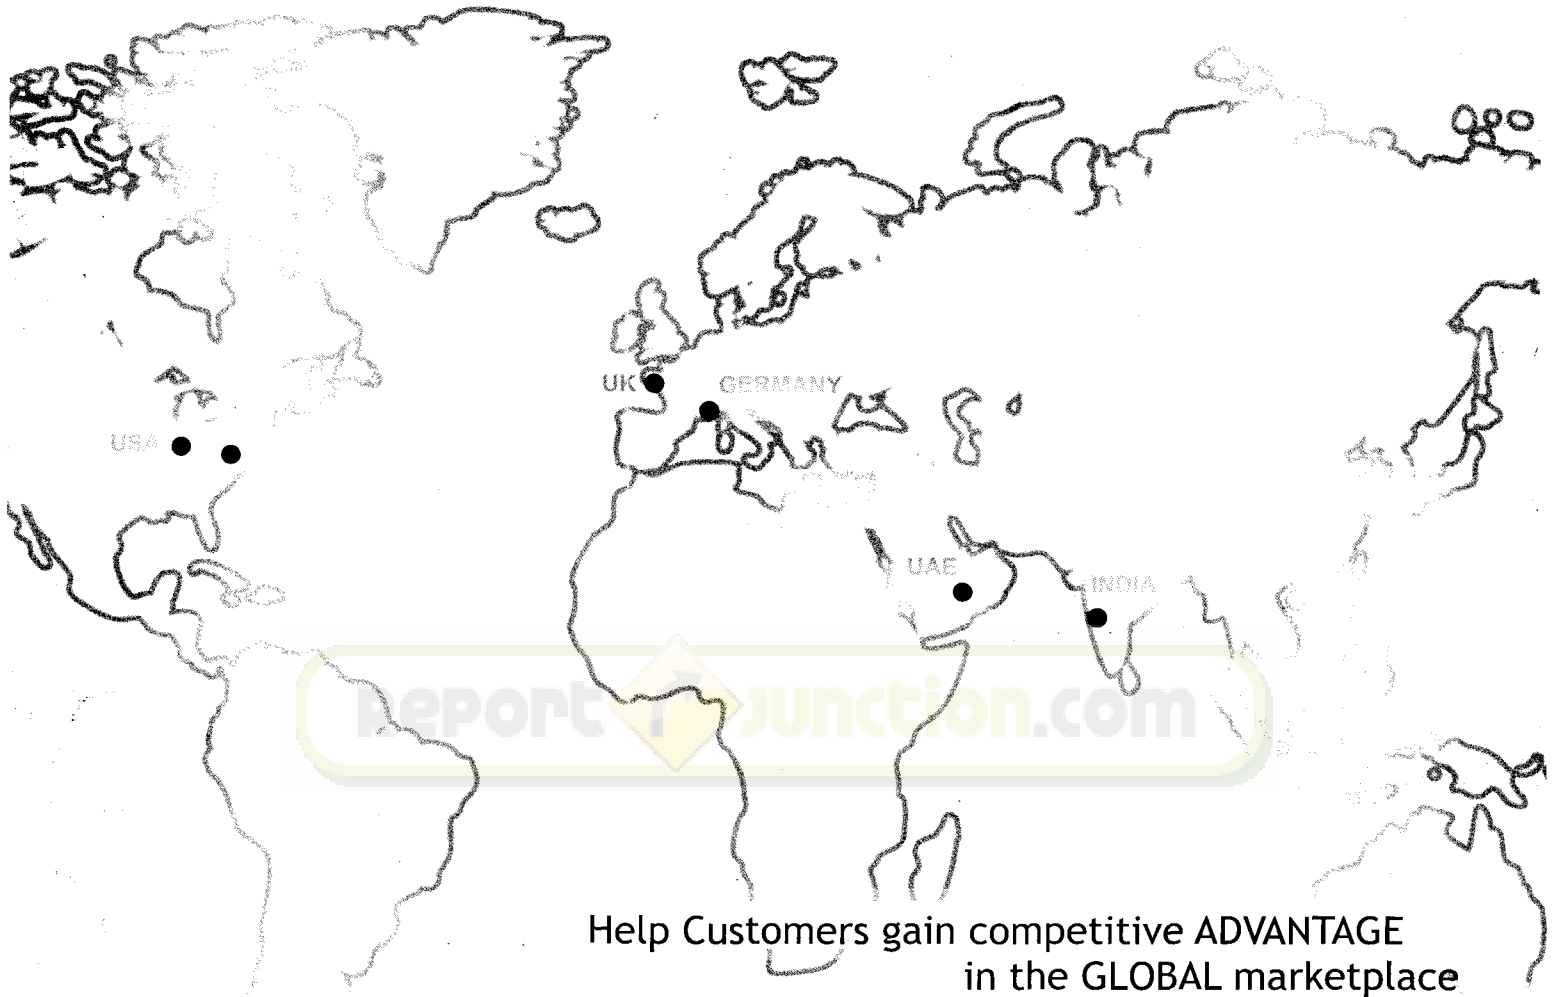 UK
GERMANY
USA
UAE
INDIA
Report Junction.com
Help Customers gain competitive ADVANTAGE
in the GLOBAL marketplace